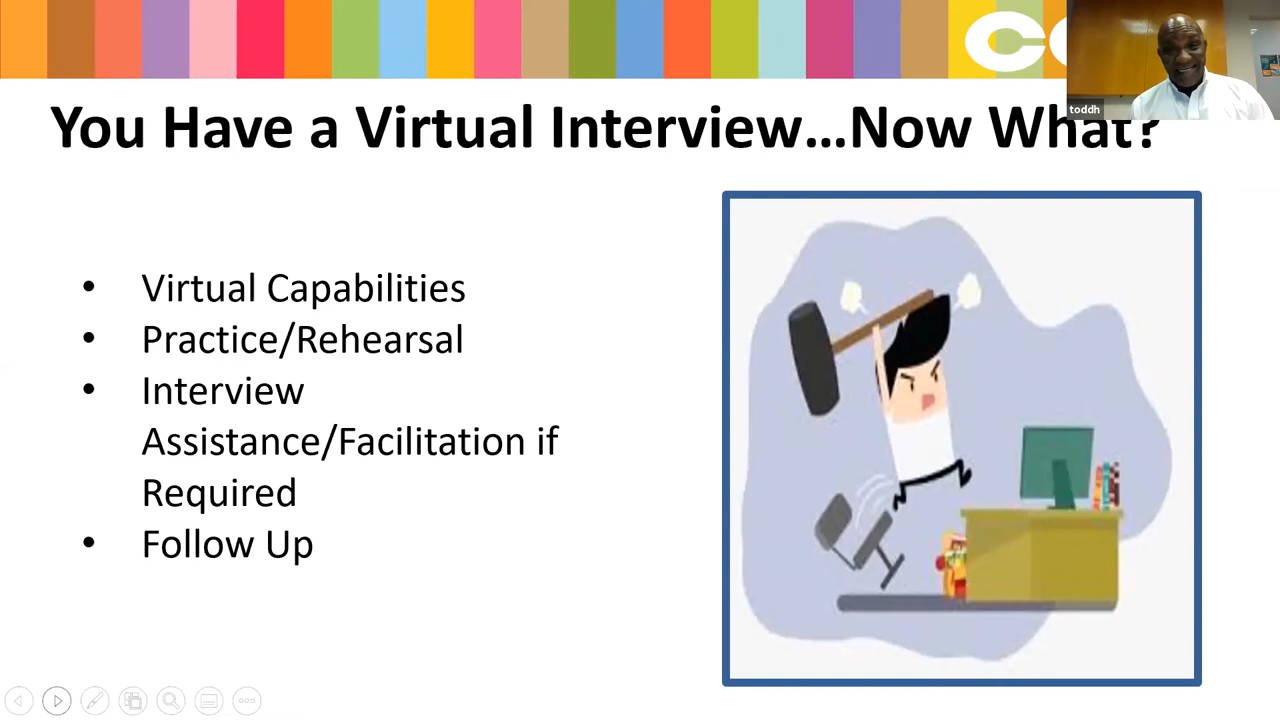 toddh
You Have a Virtual Interview...Now What?
• Virtual Capabilities
• Practice/Rehearsal
• Interview
Assistance/Facilitation if
Required
• Follow Up